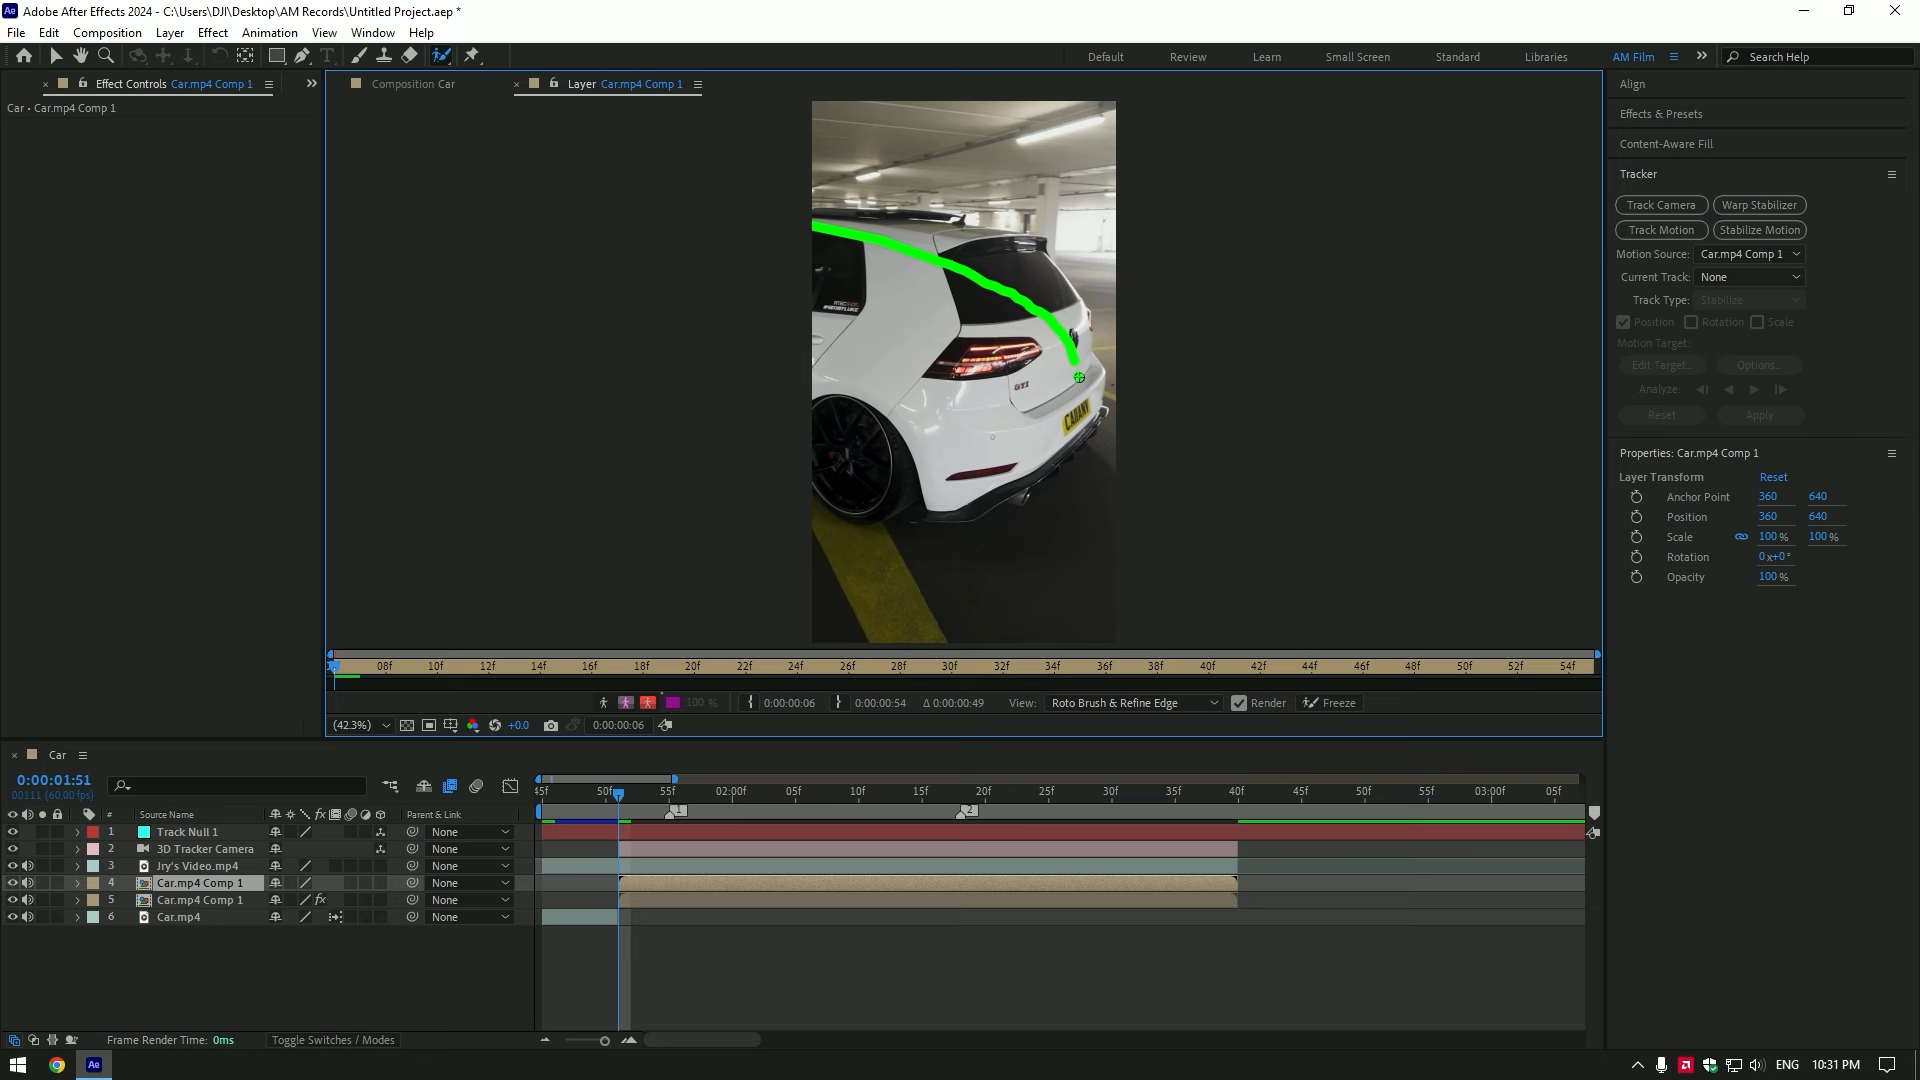 Adobe After Effects 2024 - C:\Users\DJI\Desktop\AM Records\Untitled Project.aep *
File Edit Composition Layer Effect Animation View Window Help
Default Review Learn Small Screen Standard Libraries AM Film Search Help
Effect Controls Car.mp4 Comp 1
Composition Car
Layer Car.mp4 Comp 1
Car • Car.mp4 Comp 1
Align
Effects & Presets
Content-Aware Fill
Tracker
Track Camera Warp Stabilizer
Track Motion Stabilize Motion
Motion Source: Car.mp4 Comp 1
Current Track: None
Track Type: Stabilize
Position Rotation Scale
Motion Target:
Edit Target... Options...
Analyze:
Reset Apply
Properties: Car.mp4 Comp 1
Layer Transform Reset
Anchor Point 360 640
Position 360 640
Scale 100 % 100 %
Rotation 0x+0°
Opacity 100 %
GTI
08f 10f 12f 14f 16f 18f 20f 22f 24f 26f 28f 30f 32f 34f 36f 38f 40f 42f 44f 46f 48f 50f 52f 54f
100 % 0:00:00:06 0:00:00:54 Δ 0:00:00:49 View: Roto Brush & Refine Edge Render Freeze
(42.3%) +0.0 0:00:00:06
Car
0:00:01:51
00111 (60.00 fps)
45f 50f 55f 02:00f 05f 10f 15f 20f 25f 30f 35f 40f 45f 50f 55f 03:00f 05f
1 2
# Source Name fx Parent & Link
1 Track Null 1 None
2 3D Tracker Camera None
3 Jry's Video.mp4 None
4 Car.mp4 Comp 1 None
5 Car.mp4 Comp 1 fx None
6 Car.mp4 None
Frame Render Time: 0ms Toggle Switches / Modes
Ae ENG 10:31 PM